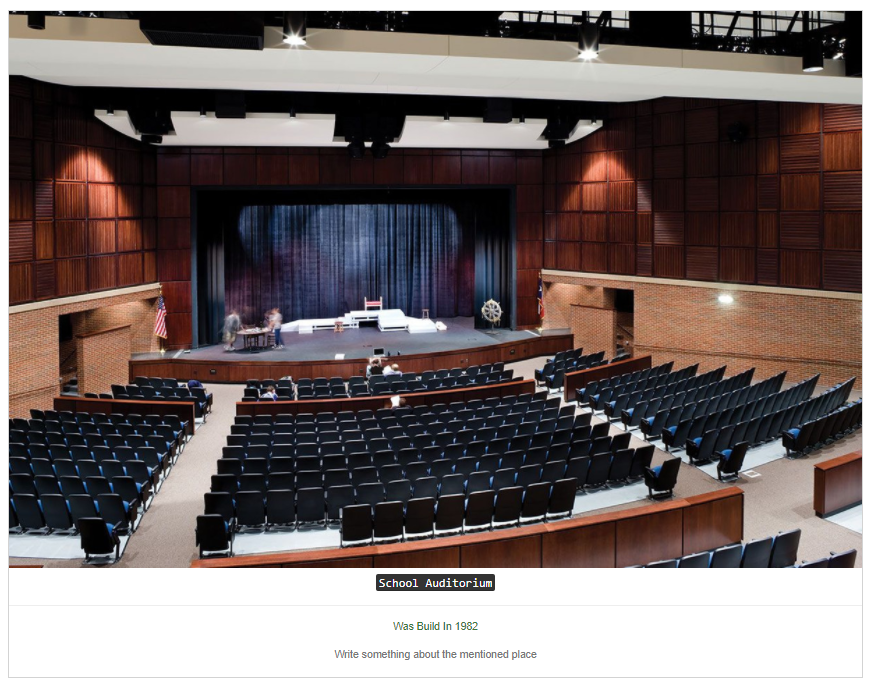 School Auditorium
Was Build In 1982
Write something about the mentioned place